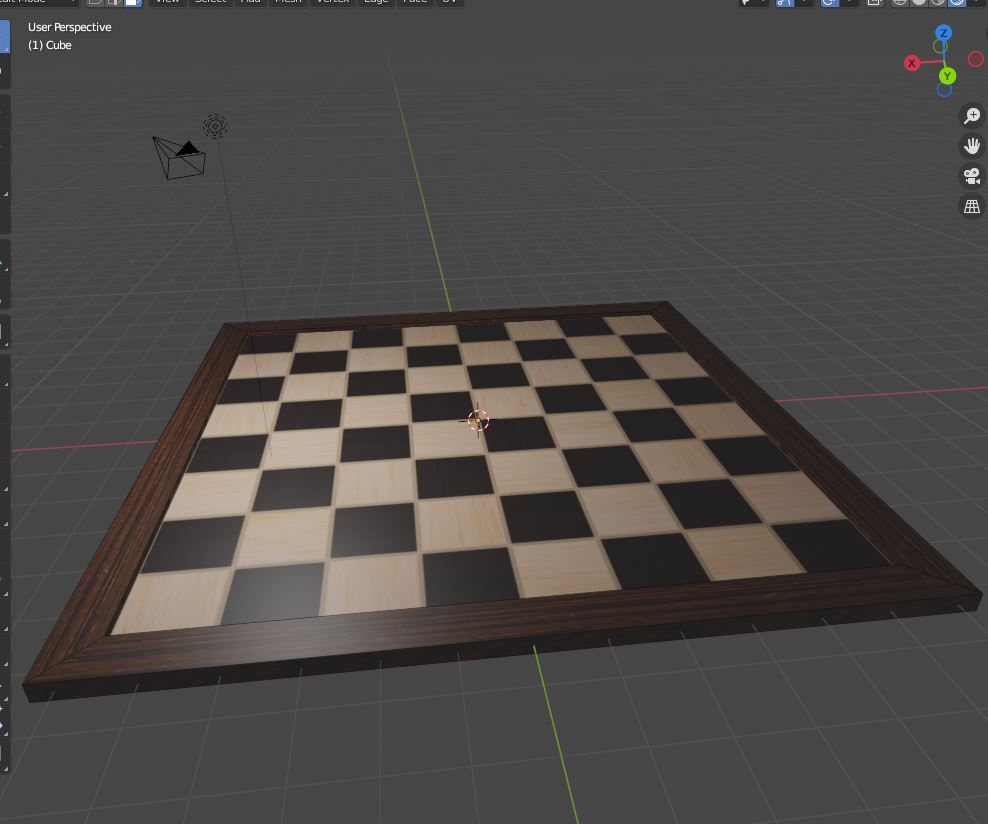 View Select Add Mesh Vertex Edge Face UV
User Perspective
(1) Cube
Z
X
Y